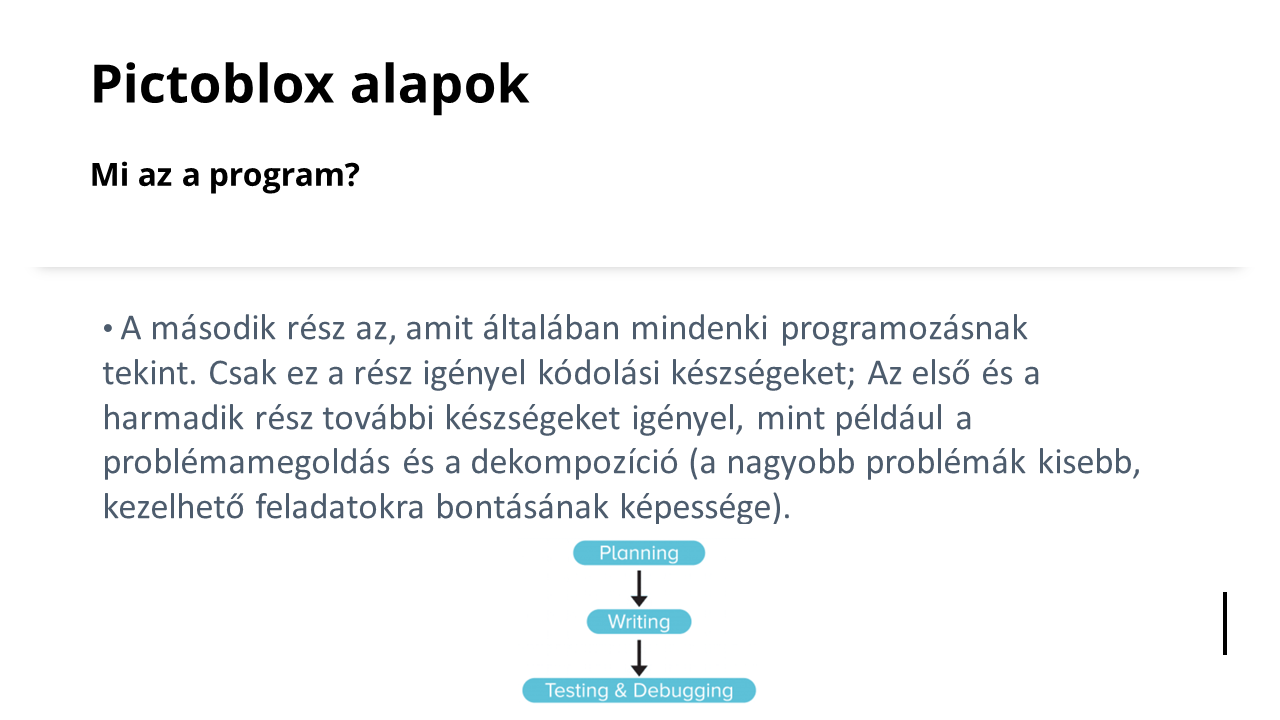 Pictoblox alapok
Mi az a program?
• A második rész az, amit általában mindenki programozásnak
tekint. Csak ez a rész igényel kódolási készségeket; Az első és a
harmadik rész további készségeket igényel, mint például a
problémamegoldás és a dekompozíció (a nagyobb problémák kisebb,
kezelhető feladatokra bontásának képessége).
Planning
Writing
Testing & Debugging